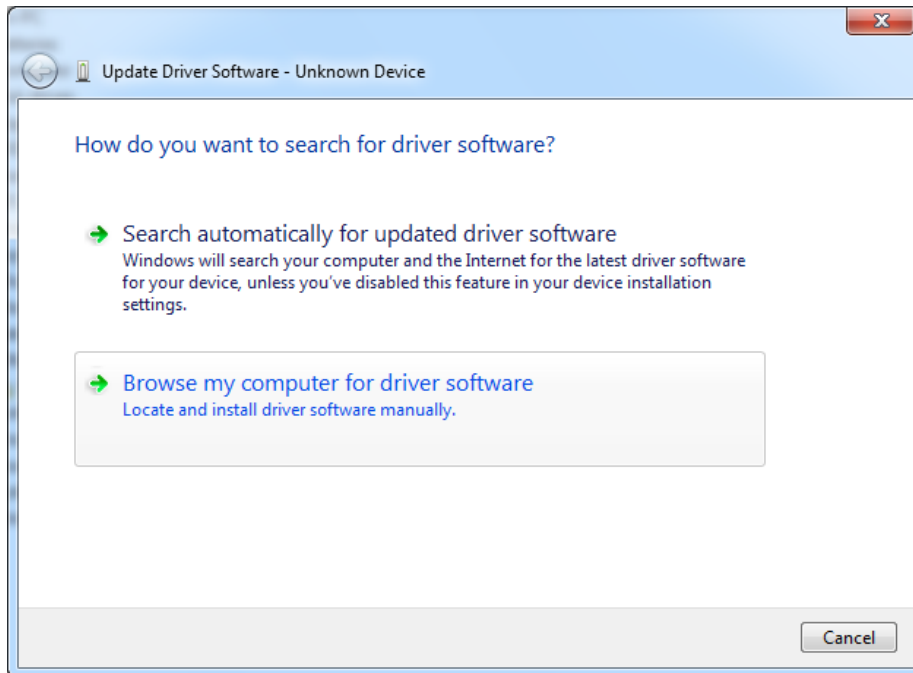 Update Driver Software - Unknown Device
How do you want to search for driver software?
Search automatically for updated driver software
Windows will search your computer and the Internet for the latest driver software
for your device, unless you've disabled this feature in your device installation
settings.
Browse my computer for driver software
Locate and install driver software manually.
Cancel